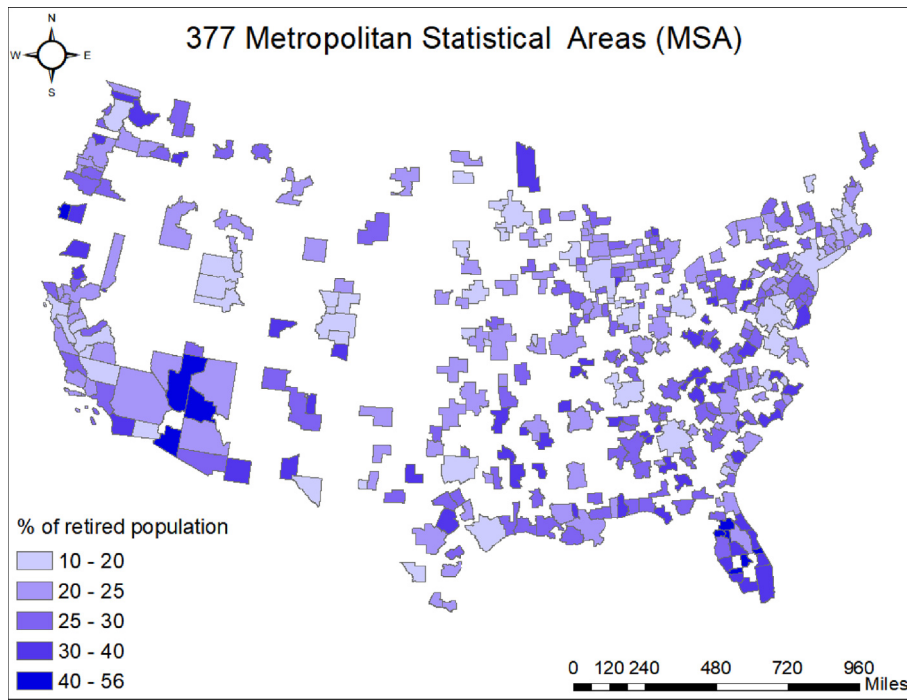 377 Metropolitan Statistical Areas (MSA)
N
W E
S
% of retired population
10 - 20
20 - 25
25 - 30
30 - 40
40 - 56
0 120 240 480 720 960
Miles